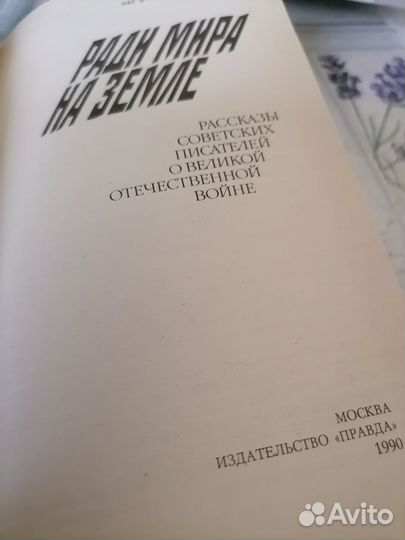 РАДИ МИРА
НА ЗЕМЛЕ
РАССКАЗЫ
СОВЕТСКИХ
ПИСАТЕЛЕЙ
О ВЕЛИКОЙ
ОТЕЧЕСТВЕННОЙ
ВОЙНЕ
МОСКВА
ИЗДАТЕЛЬСТВО «ПРАВДА»
1990
Avito